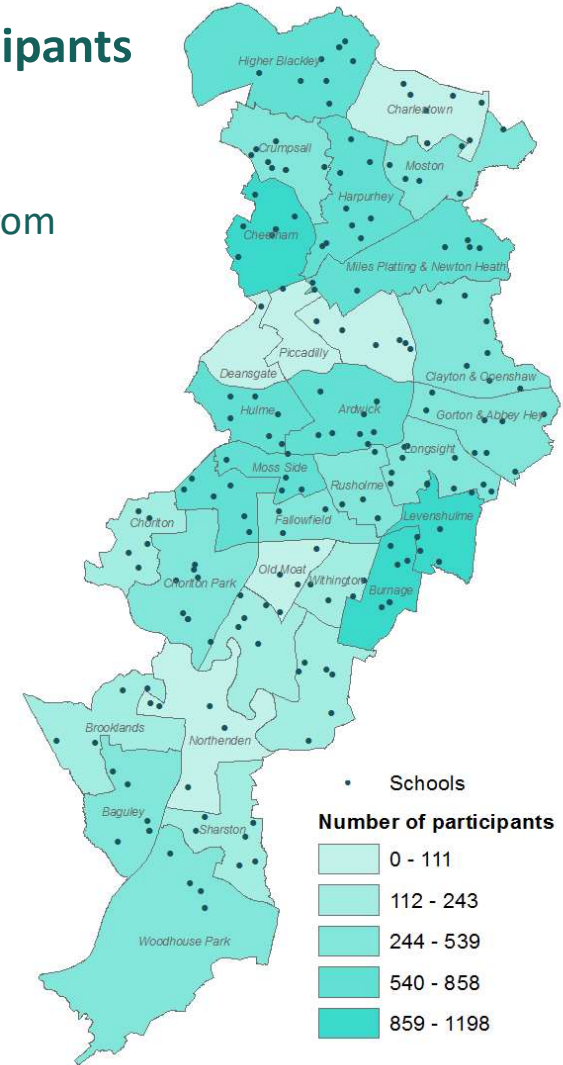 ipants
om
Higher Blackley
Charlestown
Crumpsall
Moston
Harpurhey
Cheetham
Miles Platting & Newton Heath
Piccadilly
Deansgate
Clayton & Openshaw
Hulme
Ardwick
Gorton & Abbey Hey
Longsight
Moss Side
Rusholme
Chorlton
Fallowfield
Levenshulme
Old Moat
Withington
Chorlton Park
Burnage
Brooklands
Northenden
Schools
Number of participants
Baguley
Sharston
0 - 111
112 - 243
Woodhouse Park
244 - 539
540 - 858
859 - 1198